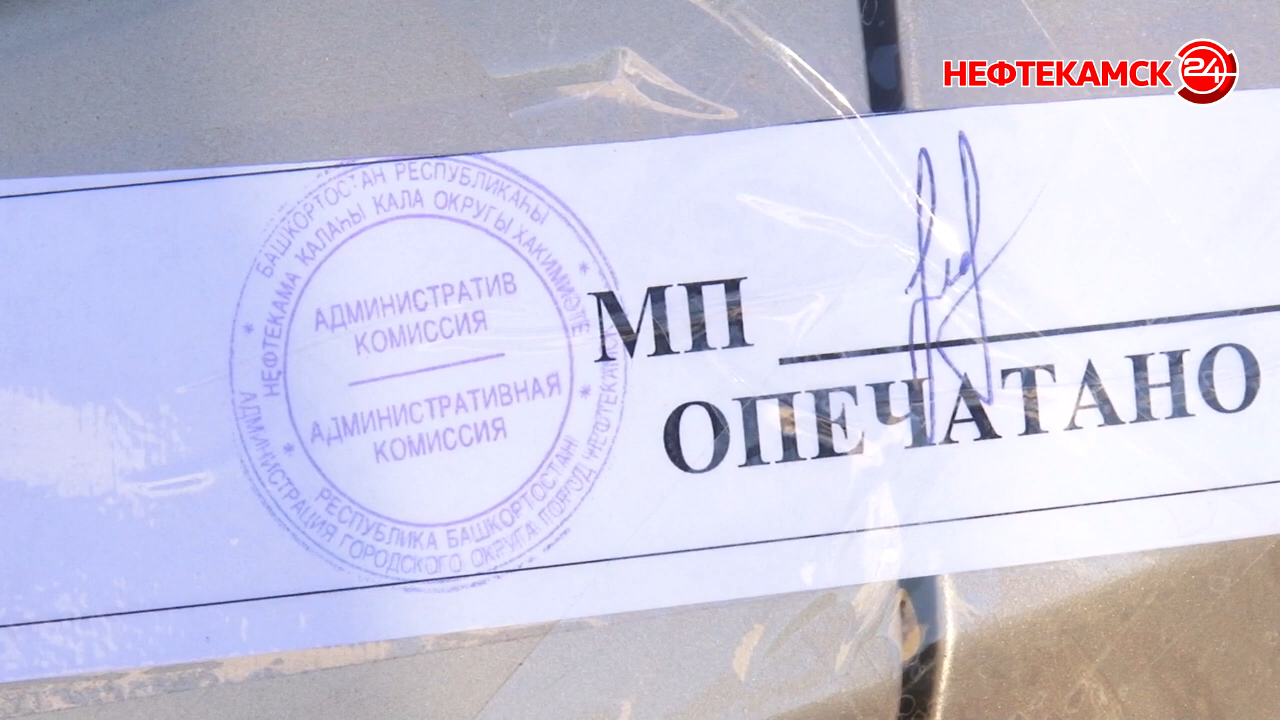 НЕФТЕКАМСК 24
БАШКОРТОСТАН РЕСПУБЛИКАҺЫ
НЕФТЕКАМА КАЛАҺЫ КАЛА ОКРУГЫ ХАКИМИӘТЕ
АДМИНИСТРАТИВ
КОМИССИЯ
АДМИНИСТРАТИВНАЯ
КОМИССИЯ
РЕСПУБЛИКА БАШКОРТОСТАН
АДМИНИСТРАЦИЯ ГОРОДСКОГО ОКРУГА ГОРОД НЕФТЕКАМСК
МП
ОПЕЧАТАНО